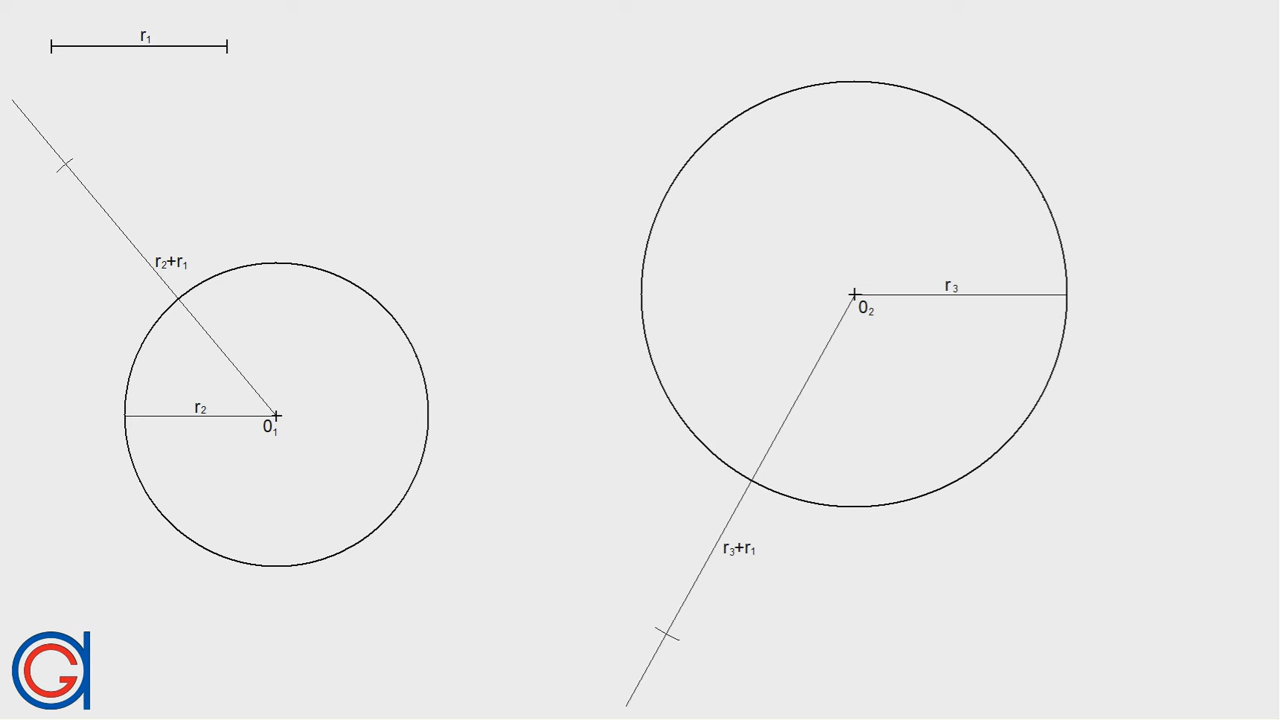 r₁
r₂+r₁
r₃
0₂
r₂
0₁
r₃+r₁